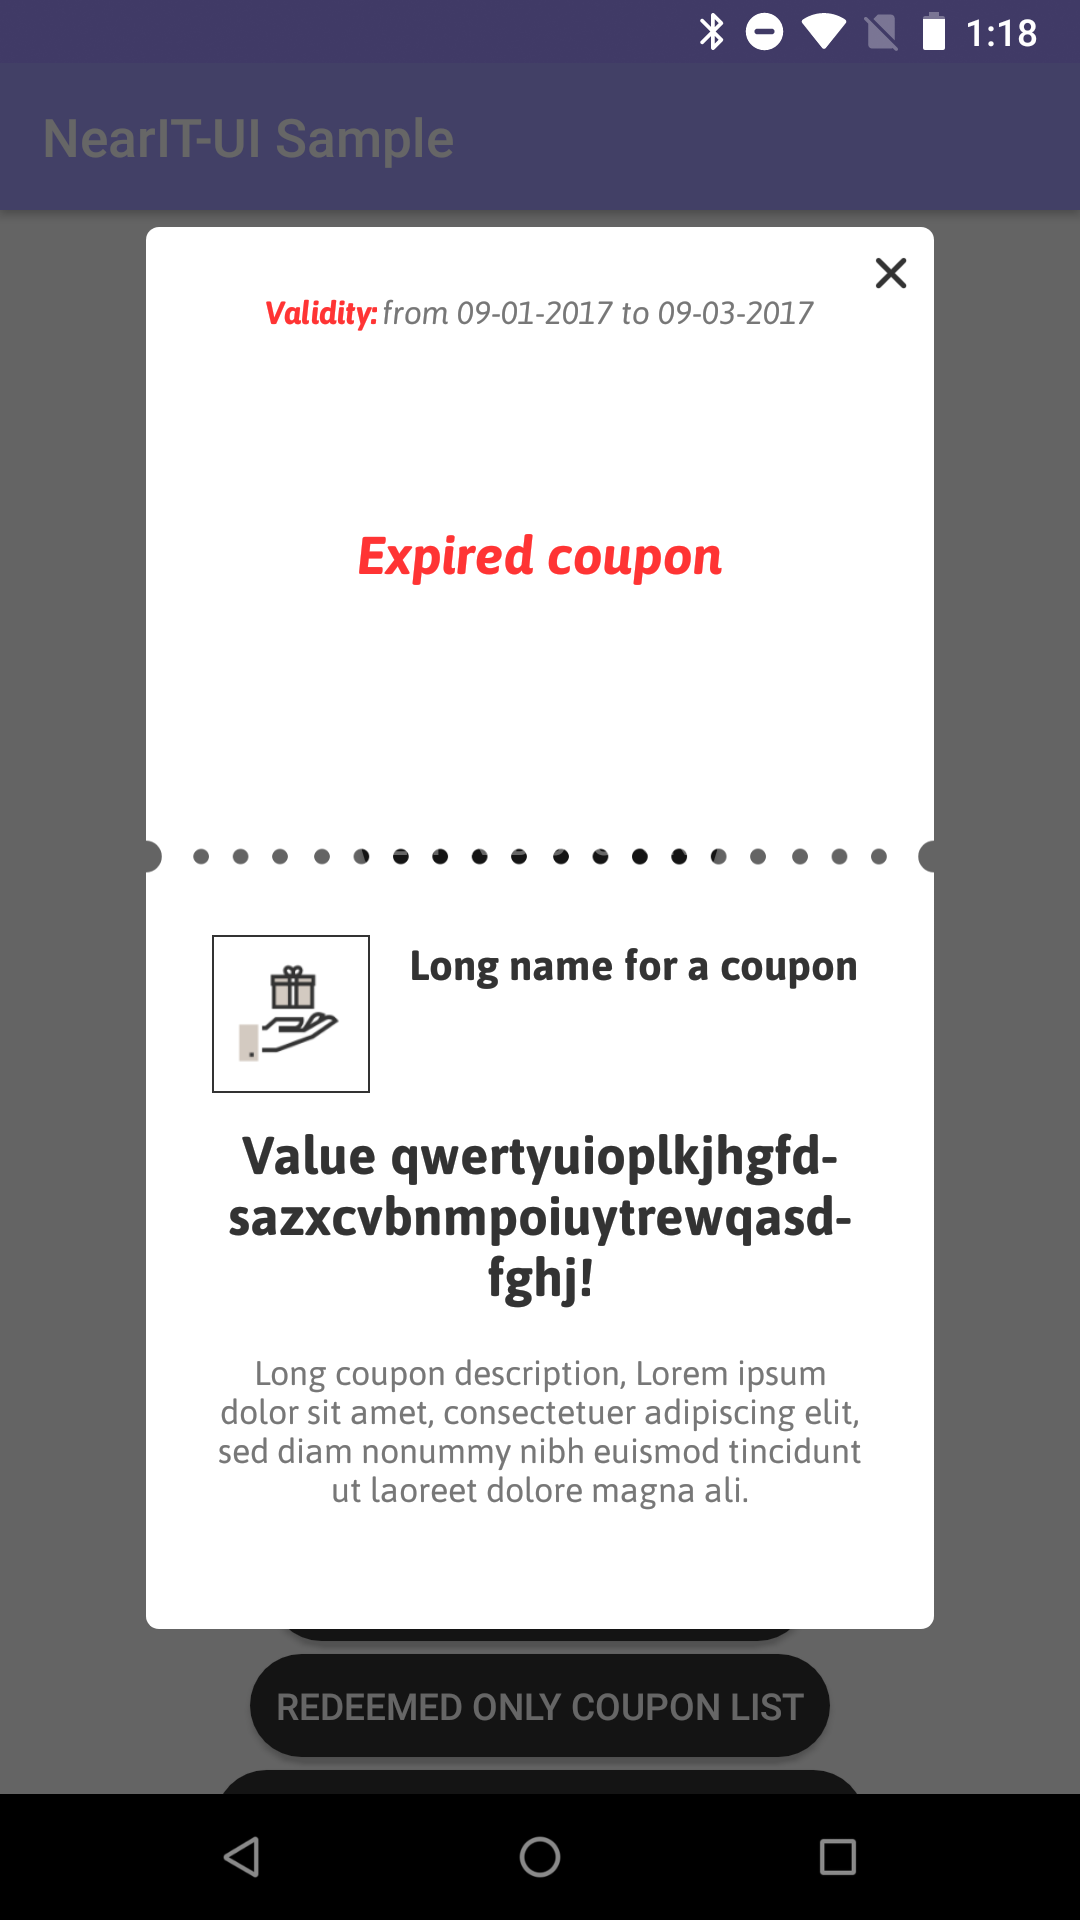 1:18
NearIT-UI Sample
Validity: from 09-01-2017 to 09-03-2017
Expired coupon
Long name for a coupon
Value qwertyuioplkjhgfd-
sazxcvbnmpoiuytrewqasd-
fghj!
Long coupon description, Lorem ipsum
dolor sit amet, consectetuer adipiscing elit,
sed diam nonummy nibh euismod tincidunt
ut laoreet dolore magna ali.
REDEEMED ONLY COUPON LIST